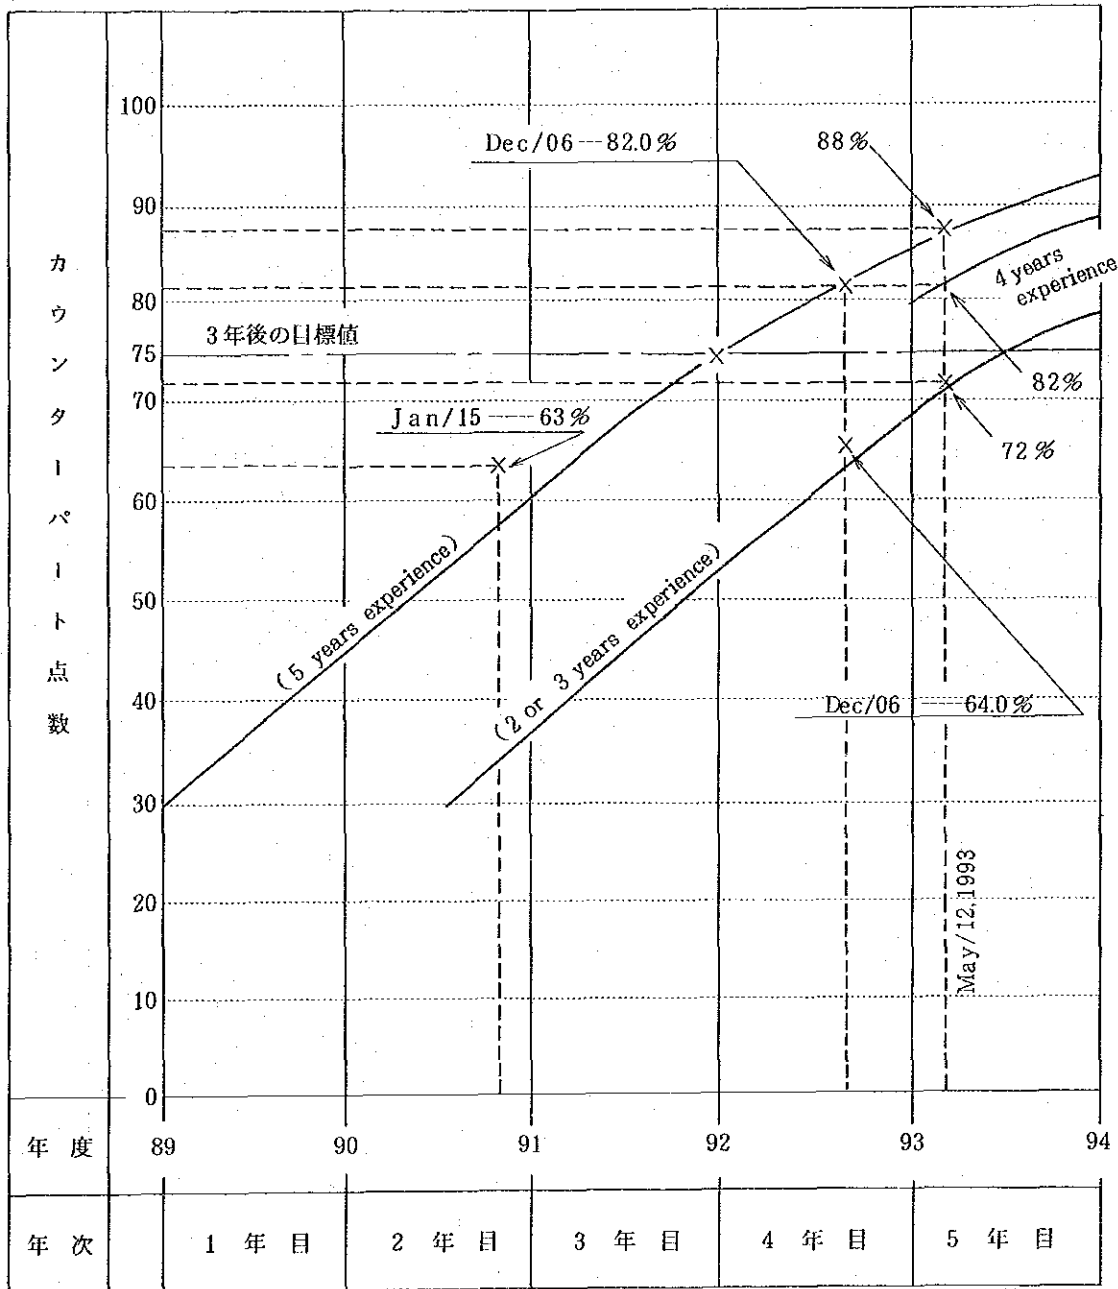 カウンターパート点数
100
90
80
75
70
60
50
40
30
20
10
0
Dec/06---82.0%
88%
4 years
experience
3年後の目標値
82%
Jan/15----63%
72%
(5 years experience)
(2 or 3 years experience)
Dec/06----64.0%
May/12,1993
年度 89 90 91 92 93 94
年次 1年目 2年目 3年目 4年目 5年目